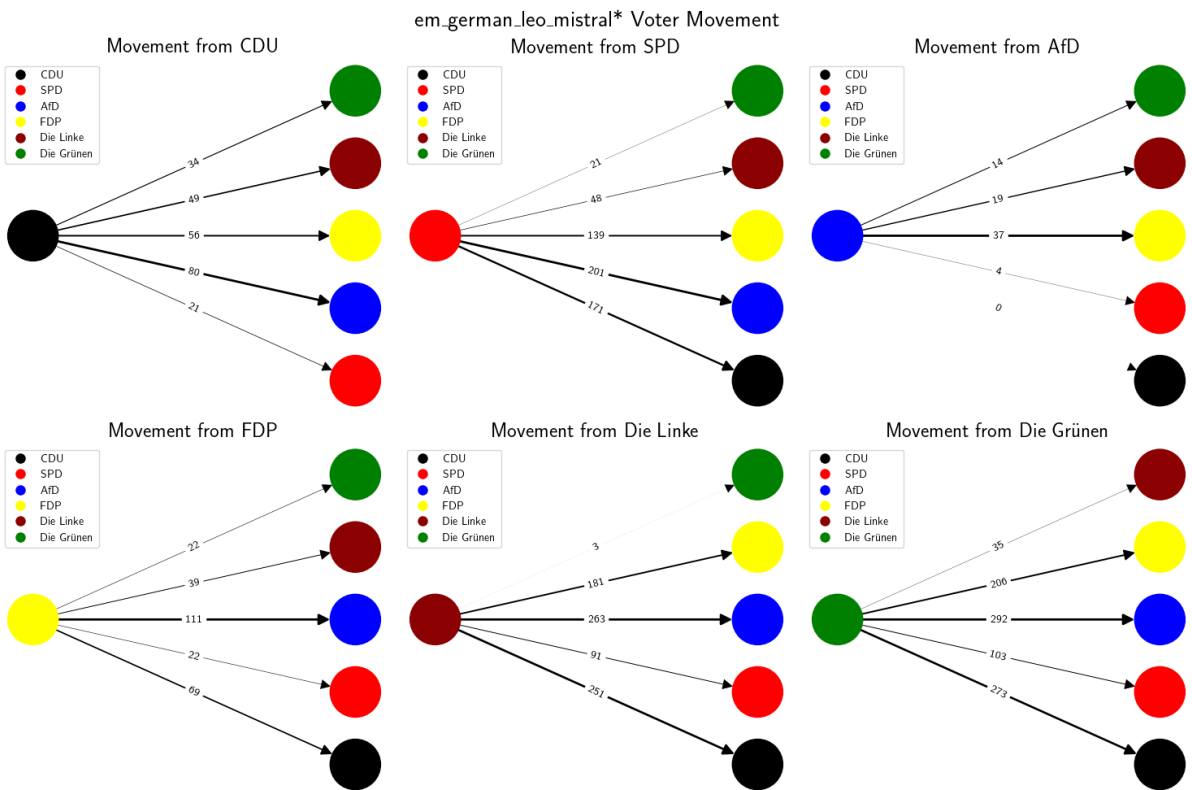 em_german_leo_mistral* Voter Movement
Movement from CDU
CDU
SPD
AfD
FDP
Die Linke
Die Grünen
34
49
56
80
21
Movement from SPD
CDU
SPD
AfD
FDP
Die Linke
Die Grünen
21
48
139
201
171
Movement from AfD
CDU
SPD
AfD
FDP
Die Linke
Die Grünen
14
19
37
4
0
Movement from FDP
CDU
SPD
AfD
FDP
Die Linke
Die Grünen
22
39
111
22
69
Movement from Die Linke
CDU
SPD
AfD
FDP
Die Linke
Die Grünen
3
181
263
91
251
Movement from Die Grünen
CDU
SPD
AfD
FDP
Die Linke
Die Grünen
35
206
292
103
273